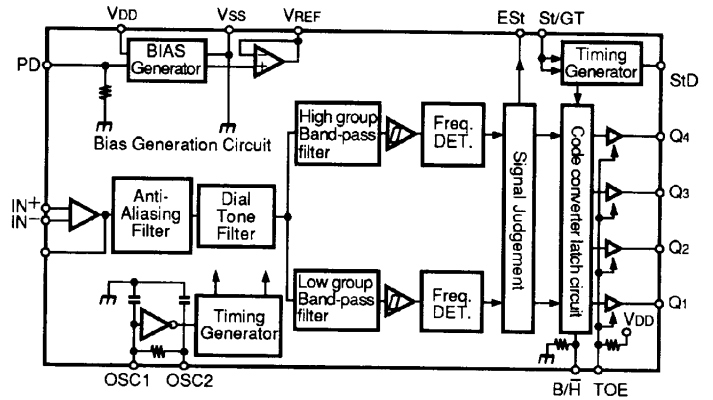 VDD
VSS
VREF
ESt
St/GT
PD
BIAS
Generator
Timing
Generator
StD
Bias Generation Circuit
High group
Band-pass
filter
Freq.
DET.
Signal Judgement
Code converter
latch circuit
Q4
Q3
Q2
Q1
IN+
IN−
Anti-
Aliasing
Filter
Dial
Tone
Filter
Low group
Band-pass
filter
Freq.
DET.
Timing
Generator
VDD
OSC1
OSC2
B/H̅
TOE